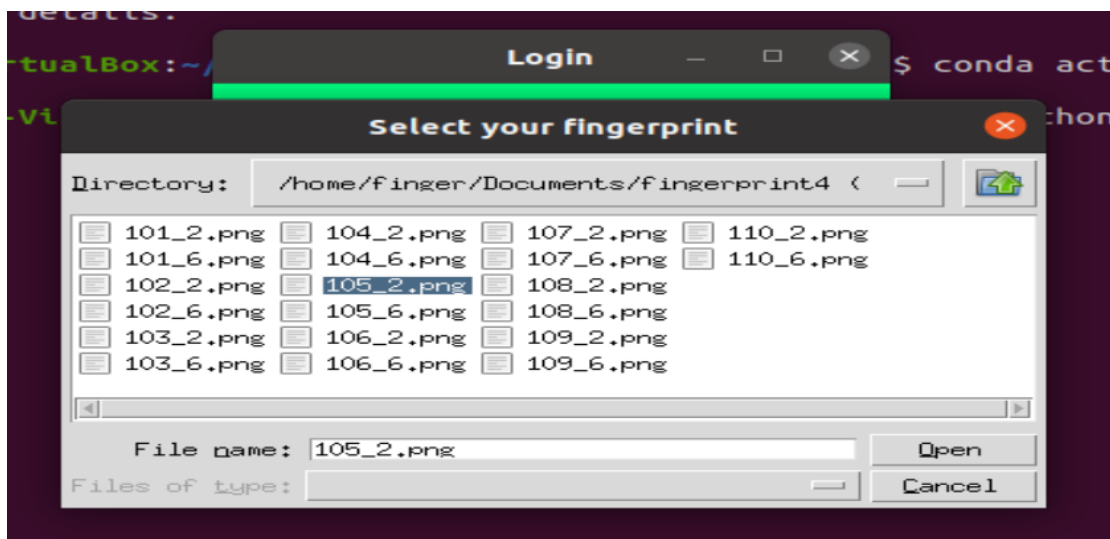 details.
Login
rtualBox:~/ $ conda act
-Vi thon
Select your fingerprint
Directory: /home/finger/Documents/fingerprint4 (
101_2.png 104_2.png 107_2.png 110_2.png
101_6.png 104_6.png 107_6.png 110_6.png
102_2.png 105_2.png 108_2.png
102_6.png 105_6.png 108_6.png
103_2.png 106_2.png 109_2.png
103_6.png 106_6.png 109_6.png
File name: 105_2.png Open
Files of type: Cancel